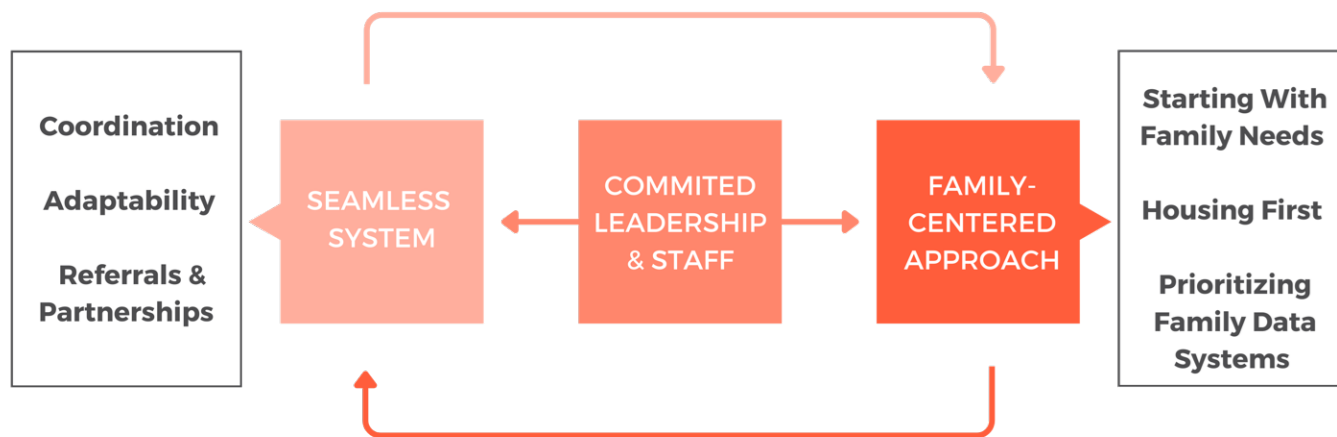 Coordination
Adaptability
Referrals &
Partnerships
SEAMLESS
SYSTEM
COMMITED
LEADERSHIP
& STAFF
FAMILY-
CENTERED
APPROACH
Starting With
Family Needs
Housing First
Prioritizing
Family Data
Systems